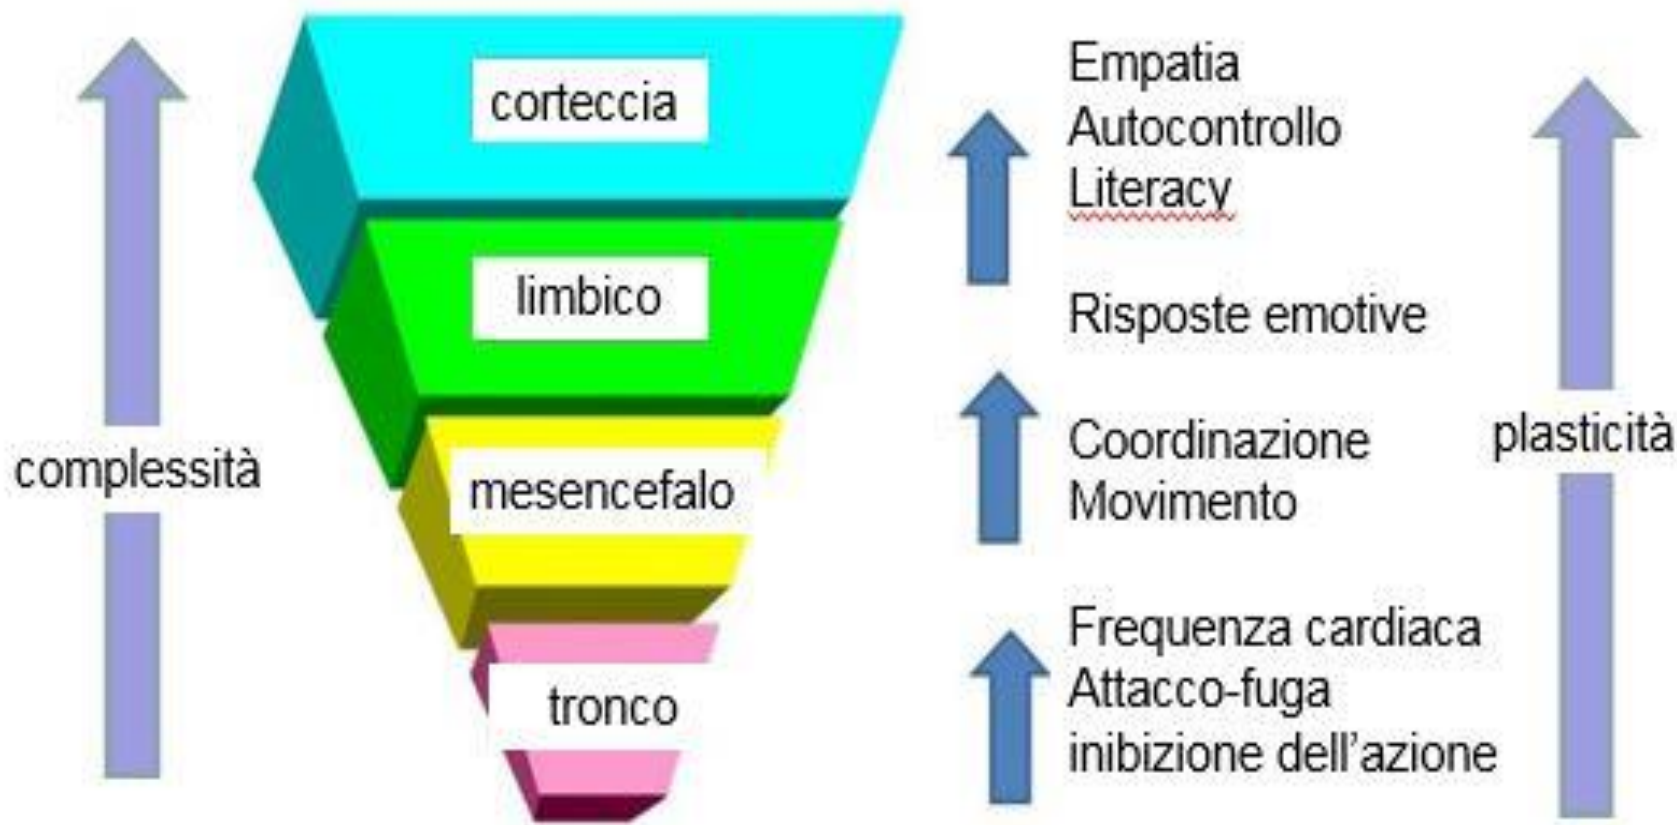 complessità
corteccia
limbico
mesencefalo
tronco
Empatia
Autocontrollo
Literacy
Risposte emotive
Coordinazione
Movimento
Frequenza cardiaca
Attacco-fuga
inibizione dell'azione
plasticità